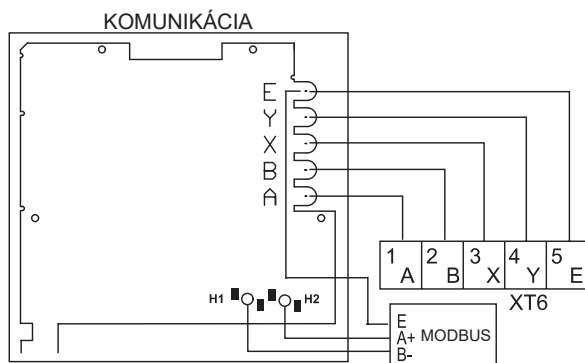 KOMUNIKÁCIA
E
Y
X
B
A
H1
H2
1 A
2 B
3 X
4 Y
5 E
XT6
E
A+
B-
MODBUS